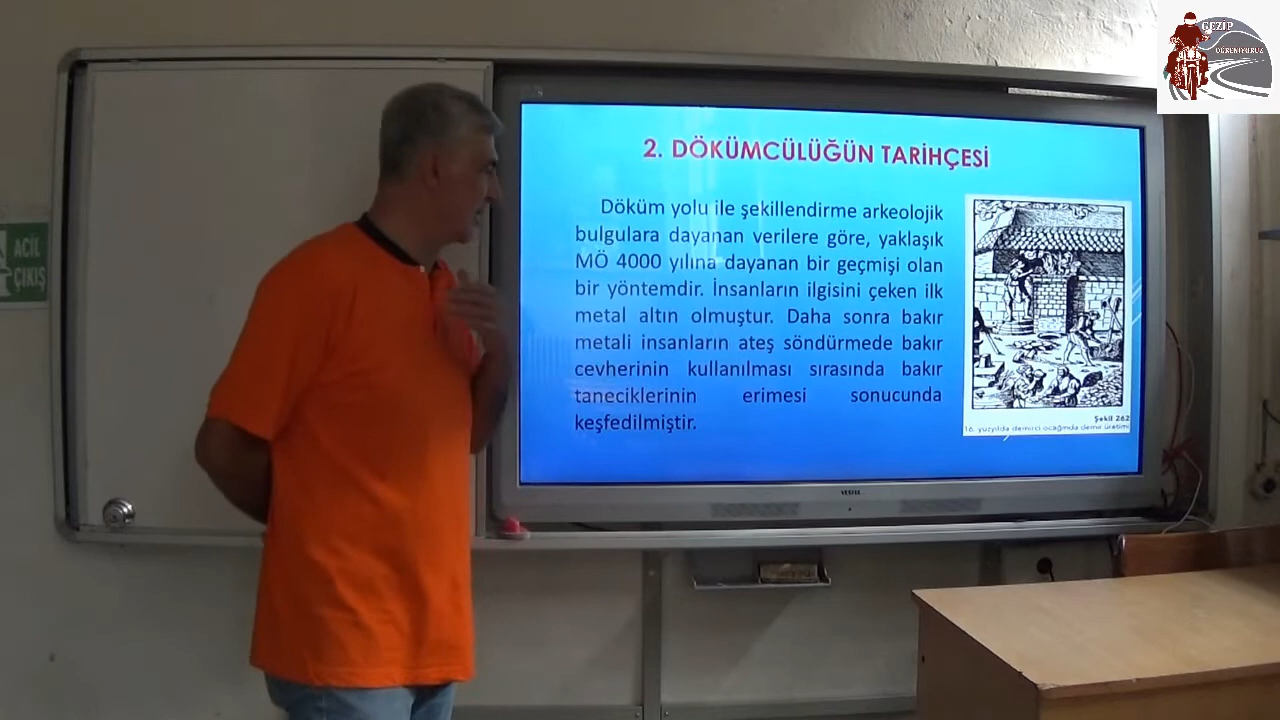 GEZİP
ÖĞRENİYORUZ
ACİL
ÇIKIŞ
2. DÖKÜMCÜLÜĞÜN TARİHÇESİ
Döküm yolu ile şekillendirme arkeolojik
bulgulara dayanan verilere göre, yaklaşık
MÖ 4000 yılına dayanan bir geçmişi olan
bir yöntemdir. İnsanların ilgisini çeken ilk
metal altın olmuştur. Daha sonra bakır
metali insanların ateş söndürmede bakır
cevherinin kullanılması sırasında bakır
taneciklerinin erimesi sonucunda
keşfedilmiştir.
Şekil 262
16. yüzyılda demirci ocağında demir üretimi
VESTEL